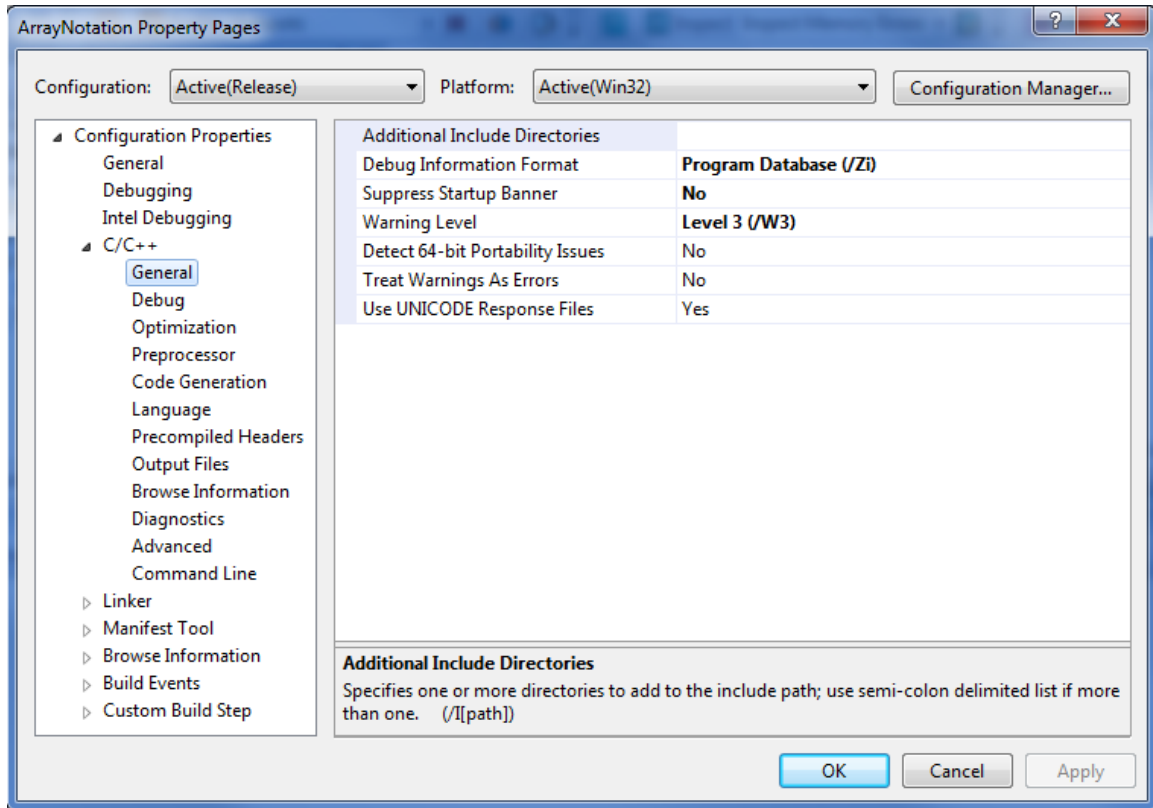 ArrayNotation Property Pages
Configuration: Active(Release) Platform: Active(Win32) Configuration Manager...
Configuration Properties
General
Debugging
Intel Debugging
C/C++
General
Debug
Optimization
Preprocessor
Code Generation
Language
Precompiled Headers
Output Files
Browse Information
Diagnostics
Advanced
Command Line
Linker
Manifest Tool
Browse Information
Build Events
Custom Build Step
Additional Include Directories
Debug Information Format Program Database (/Zi)
Suppress Startup Banner No
Warning Level Level 3 (/W3)
Detect 64-bit Portability Issues No
Treat Warnings As Errors No
Use UNICODE Response Files Yes
Additional Include Directories
Specifies one or more directories to add to the include path; use semi-colon delimited list if more
than one. (/I[path])
OK Cancel Apply